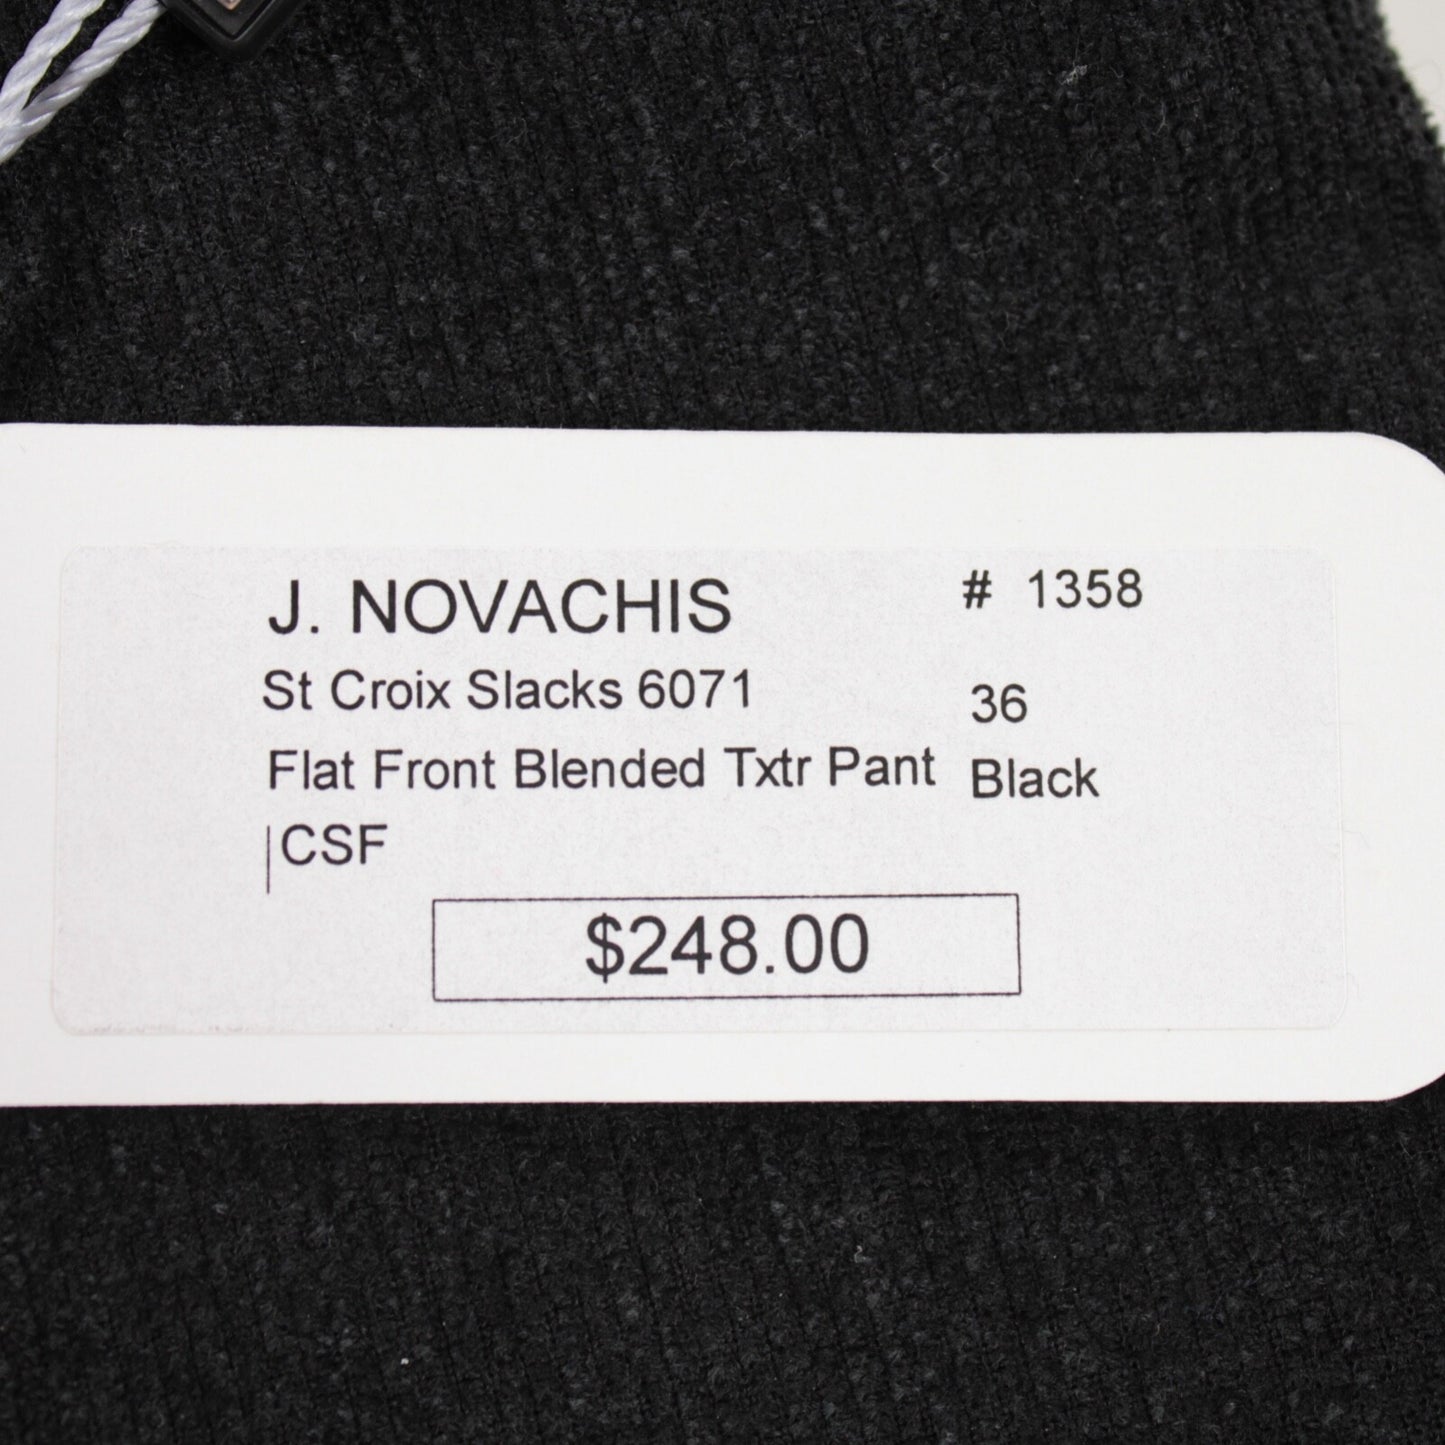 J. NOVACHIS # 1358
St Croix Slacks 6071 36
Flat Front Blended Txtr Pant Black
CSF
$248.00